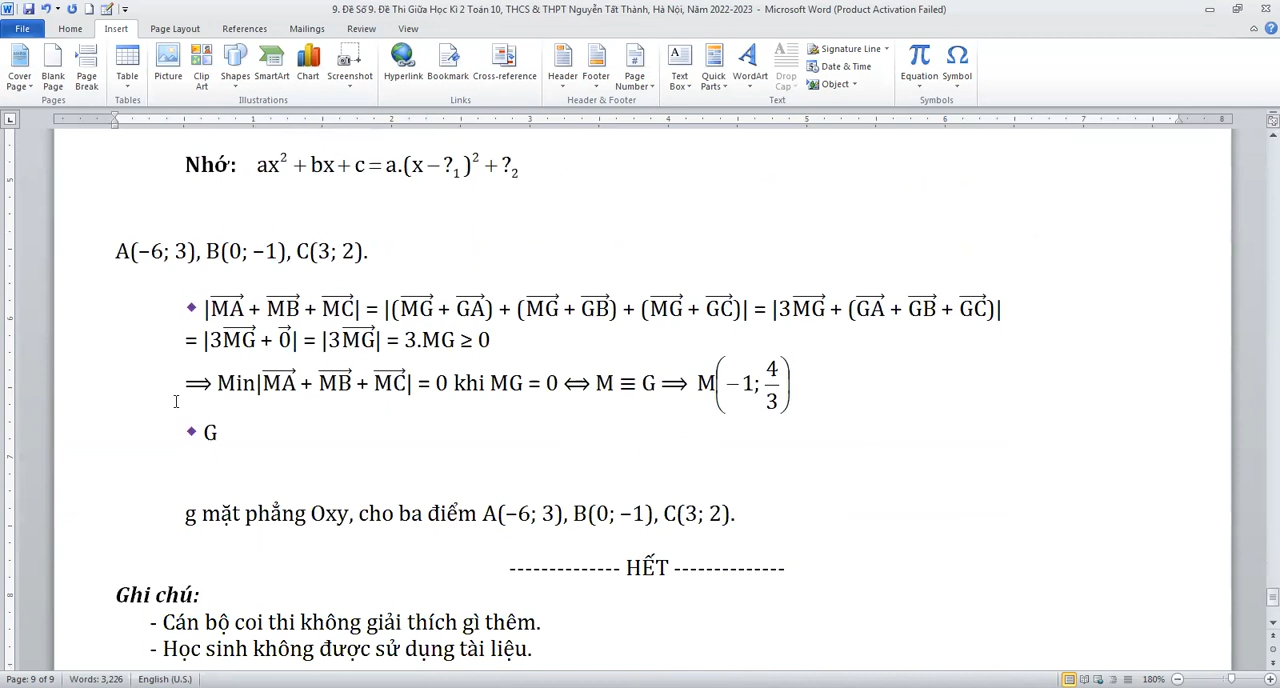 9. Đề Số 9. Đề Thi Giữa Học Kì 2 Toán 10, THCS & THPT Nguyễn Tất Thành, Hà Nội, Năm 2022-2023 - Microsoft Word (Product Activation Failed)
File Home Insert Page Layout References Mailings Review View
Cover Page Blank Page Page Break Table Picture Clip Art Shapes SmartArt Chart Screenshot Hyperlink Bookmark Cross-reference Header Footer Page Number Text Box Quick Parts WordArt Drop Cap Signature Line Date & Time Object Equation Symbol
Pages Tables Illustrations Links Header & Footer Text Symbols
1 2 3 4 5 6 7 8
Nhớ: ax² + bx + c = a.(x − ?₁)² + ?₂
A(−6; 3), B(0; −1), C(3; 2).
◆ |MA⃗ + MB⃗ + MC⃗| = |(MG⃗ + GA⃗) + (MG⃗ + GB⃗) + (MG⃗ + GC⃗)| = |3MG⃗ + (GA⃗ + GB⃗ + GC⃗)|
= |3MG⃗ + 0⃗| = |3MG⃗| = 3.MG ≥ 0
⟹ Min|MA⃗ + MB⃗ + MC⃗| = 0 khi MG = 0 ⟺ M ≡ G ⟹ M(−1; 4/3)
◆ G
g mặt phẳng Oxy, cho ba điểm A(−6; 3), B(0; −1), C(3; 2).
-------------- HẾT --------------
Ghi chú:
- Cán bộ coi thi không giải thích gì thêm.
- Học sinh không được sử dụng tài liệu.
Page: 9 of 9 Words: 3,226 English (U.S.) 180%